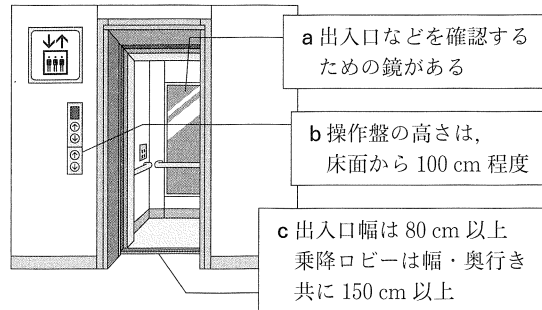 a 出入口などを確認する
ための鏡がある
b 操作盤の高さは,
床面から 100 cm 程度
c 出入口幅は 80 cm 以上
乗降ロビーは幅・奥行き
共に 150 cm 以上